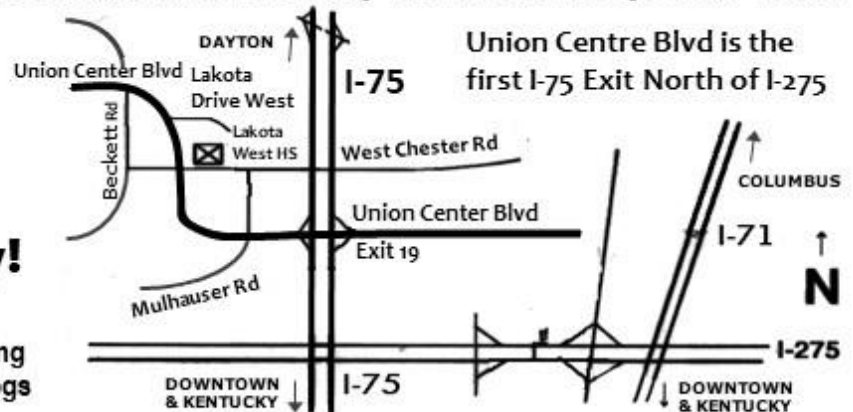 DAYTON
Union Centre Blvd is the
first I-75 Exit North of I-275
Union Center Blvd
Lakota
Drive West
I-75
Beckett Rd
Lakota
West HS
West Chester Rd
COLUMBUS
Union Center Blvd
I-71
Exit 19
N
Mulhauser Rd
I-275
I-75
DOWNTOWN
& KENTUCKY
DOWNTOWN
& KENTUCKY